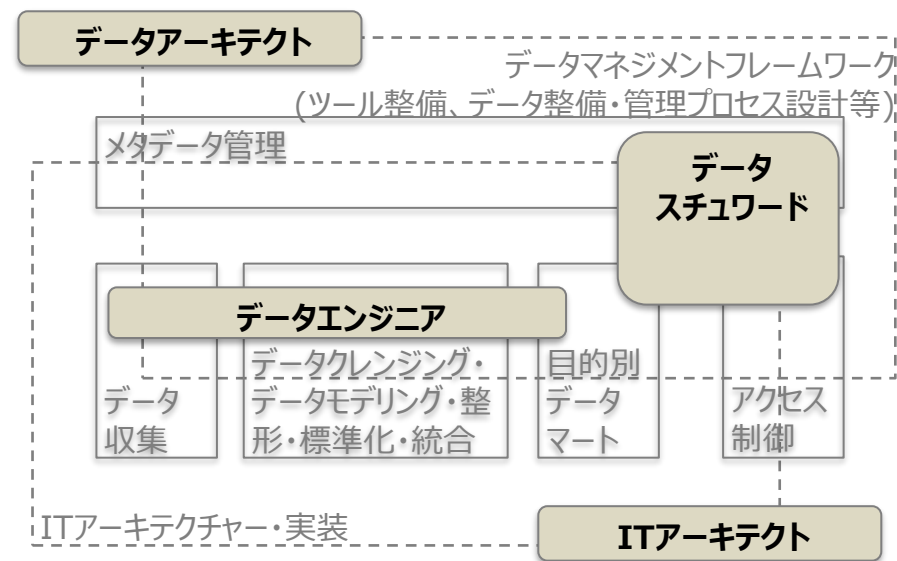 データアーキテクト
データマネジメントフレームワーク
(ツール整備、データ整備・管理プロセス設計等)
メタデータ管理
データ
スチュワード
データエンジニア
データ
収集
データクレンジング・
データモデリング・整
形・標準化・統合
目的別
データ
マート
アクセス
制御
ITアーキテクチャー・実装
ITアーキテクト